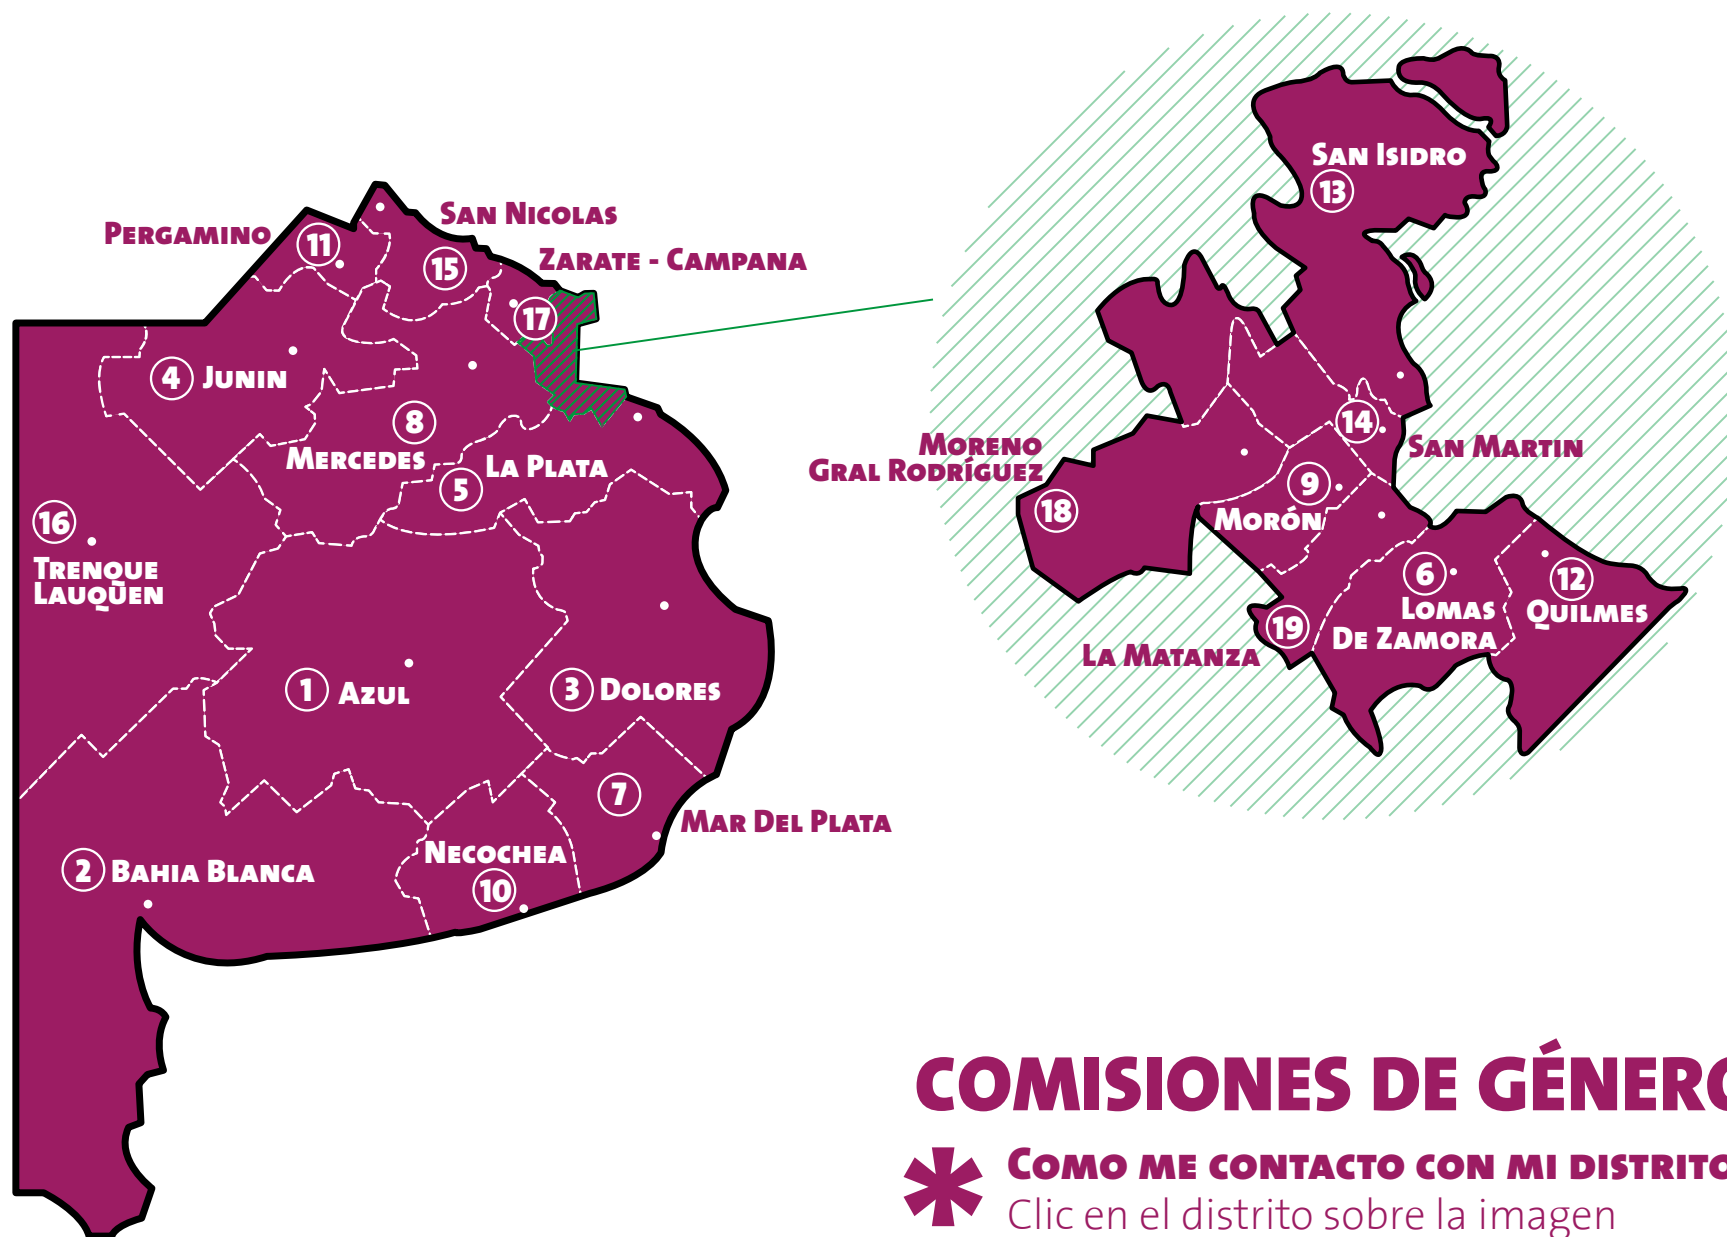 SAN NICOLAS
PERGAMINO
11
ZARATE - CAMPANA
15
17
4 JUNIN
8
MERCEDES
LA PLATA
5
16
TRENQUE
LAUQUEN
1 AZUL
3 DOLORES
7
MAR DEL PLATA
NECOCHEA
2 BAHIA BLANCA
10
SAN ISIDRO
13
14
MORENO
GRAL RODRÍGUEZ
SAN MARTIN
9
18
MORÓN
6
12
LOMAS
DE ZAMORA
QUILMES
19
LA MATANZA
COMISIONES DE GÉNERO
COMO ME CONTACTO CON MI DISTRITO
Clic en el distrito sobre la imagen